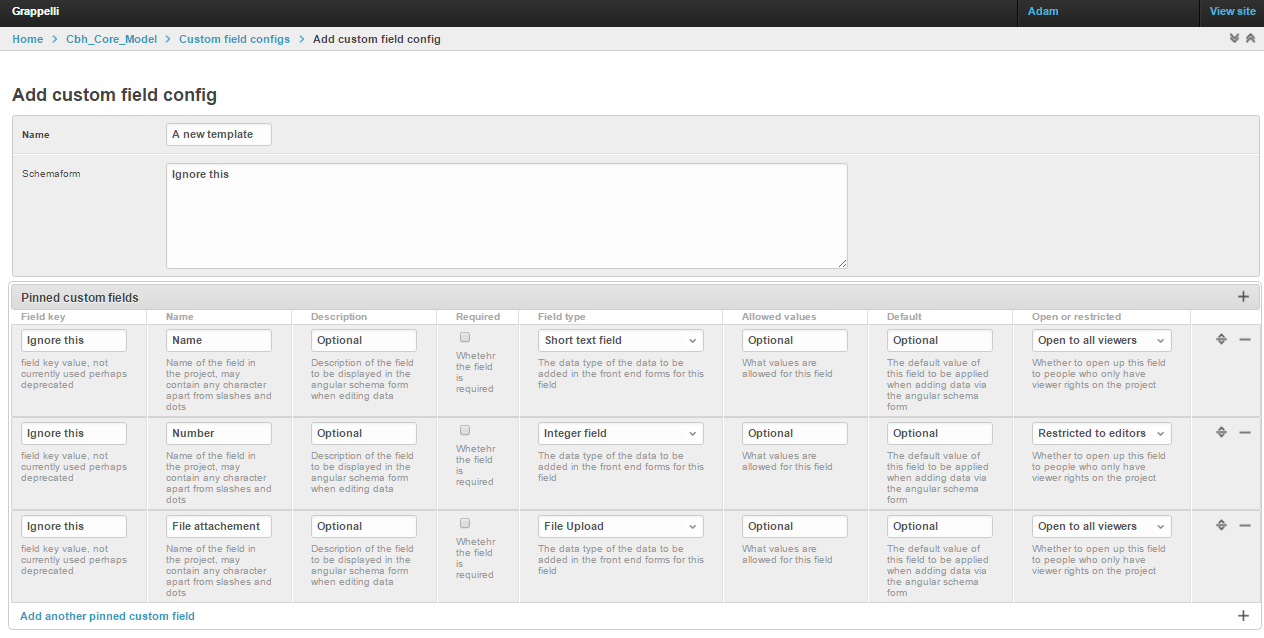 Grappelli Adam View site
Home > Cbh_Core_Model > Custom field configs > Add custom field config
Add custom field config
Name A new template
Schemaform Ignore this
Pinned custom fields
Field key Name Description Required Field type Allowed values Default Open or restricted
Ignore this Name Optional Short text field Optional Optional Open to all viewers
field key value, not
currently used perhaps
deprecated
Name of the field in
the project, may
contain any character
apart from slashes and
dots
Description of the field
to be displayed in the
angular schema form
when editing data
Whetehr
the field
is
required
The data type of the data to be
added in the front end forms for this
field
What values are
allowed for this field
The default value of
this field to be applied
when adding data via
the angular schema
form
Whether to open up this field
to people who only have
viewer rights on the project
Ignore this Number Optional Integer field Optional Optional Restricted to editors
field key value, not
currently used perhaps
deprecated
Name of the field in
the project, may
contain any character
apart from slashes and
dots
Description of the field
to be displayed in the
angular schema form
when editing data
Whetehr
the field
is
required
The data type of the data to be
added in the front end forms for this
field
What values are
allowed for this field
The default value of
this field to be applied
when adding data via
the angular schema
form
Whether to open up this field
to people who only have
viewer rights on the project
Ignore this File attachement Optional File Upload Optional Optional Open to all viewers
field key value, not
currently used perhaps
deprecated
Name of the field in
the project, may
contain any character
apart from slashes and
dots
Description of the field
to be displayed in the
angular schema form
when editing data
Whetehr
the field
is
required
The data type of the data to be
added in the front end forms for this
field
What values are
allowed for this field
The default value of
this field to be applied
when adding data via
the angular schema
form
Whether to open up this field
to people who only have
viewer rights on the project
Add another pinned custom field